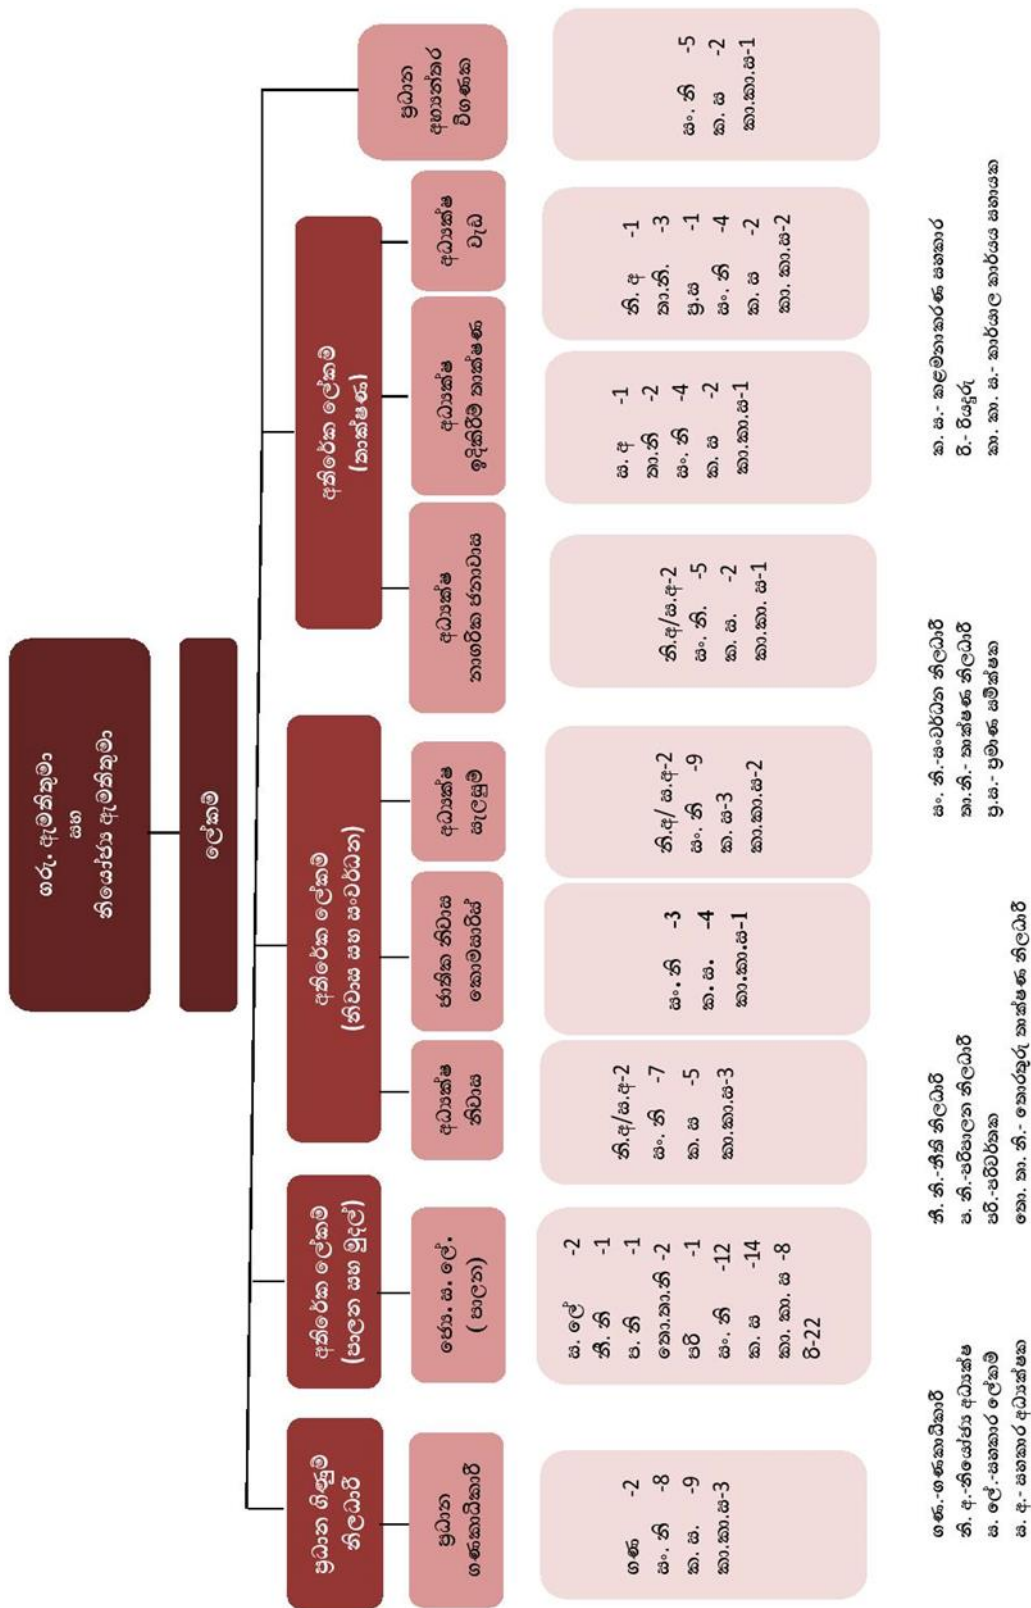 ගරු. ඇමතිතුමා
සහ
නියෝජ්‍ය ඇමතිතුමා
ලේකම්
ප්‍රධාන ගිණුම්
නිලධාරී
අතිරේක ලේකම්
(පාලන සහ මුදල්)
අතිරේක ලේකම්
(නිවාස සහ සංවර්ධන)
අතිරේක ලේකම්
(තාක්ෂණ)
ප්‍රධාන
අභ්‍යන්තර
විගණක
ප්‍රධාන
ගණකාධිකාරී
ජ්‍යෙ. ස. ලේ.
( පාලන)
අධ්‍යක්ෂ
නිවාස
ජාතික නිවාස
කොමසාරිස්
අධ්‍යක්ෂ
සැලසුම්
අධ්‍යක්ෂ
නාගරික ජනාවාස
අධ්‍යක්ෂ
ඉදිකිරීම් තාක්ෂණ
අධ්‍යක්ෂ
වැඩ
ගණ -2
සං. නි -8
ක. ස. -9
කා.කා.ස-3
ස. ලේ -2
නී. නි -1
ප. නි -1
තො.තා.නි -2
පරි -1
සං. නි -12
ක. ස -14
කා. කා. ස -8
රි-22
නි.අ/ස.අ-2
සං. නි -7
ක. ස -5
කා.කා.ස-3
සං. නි -3
ක. ස. -4
කා.කා.ස-1
නි.අ/ ස.අ-2
සං. නි -9
ක. ස-3
කා.කා.ස-2
නි.අ/ස.අ-2
සං. නි. -5
ක. ස. -2
කා.කා. ස-1
ස. අ -1
තා.නි -2
සං. නි -4
ක. ස -2
කා.කා.ස-1
නි. අ -1
තා.නි. -3
ප්‍ර.ස -1
සං. නි -4
ක. ස -2
කා. කා.ස-2
සං. නි -5
ක. ස -2
කා.කා.ස-1
ගණ.-ගණකාධිකාරී
නි. අ.-නියෝජ්‍ය අධ්‍යක්ෂ
ස. ලේ.-සහකාර ලේකම්
ස. අ.- සහකාර අධ්‍යක්ෂක
නී. නි.-නීති නිලධාරී
ප. නි.-පරිපාලන නිලධාරී
පරි.-පරිවර්තක
තො. තා. නි.- තොරතුරු තාක්ෂණ නිලධාරී
සං. නි.-සංවර්ධන නිලධාරී
තා.නි.- තාක්ෂණ නිලධාරී
ප්‍ර.ස.- ප්‍රමාණ සමීක්ෂක
ක. ස.- කළමනාකරණ සහකාර
රි.- රියදුරු
කා. කා. ස.- කාර්යාල කාර්යය සහායක